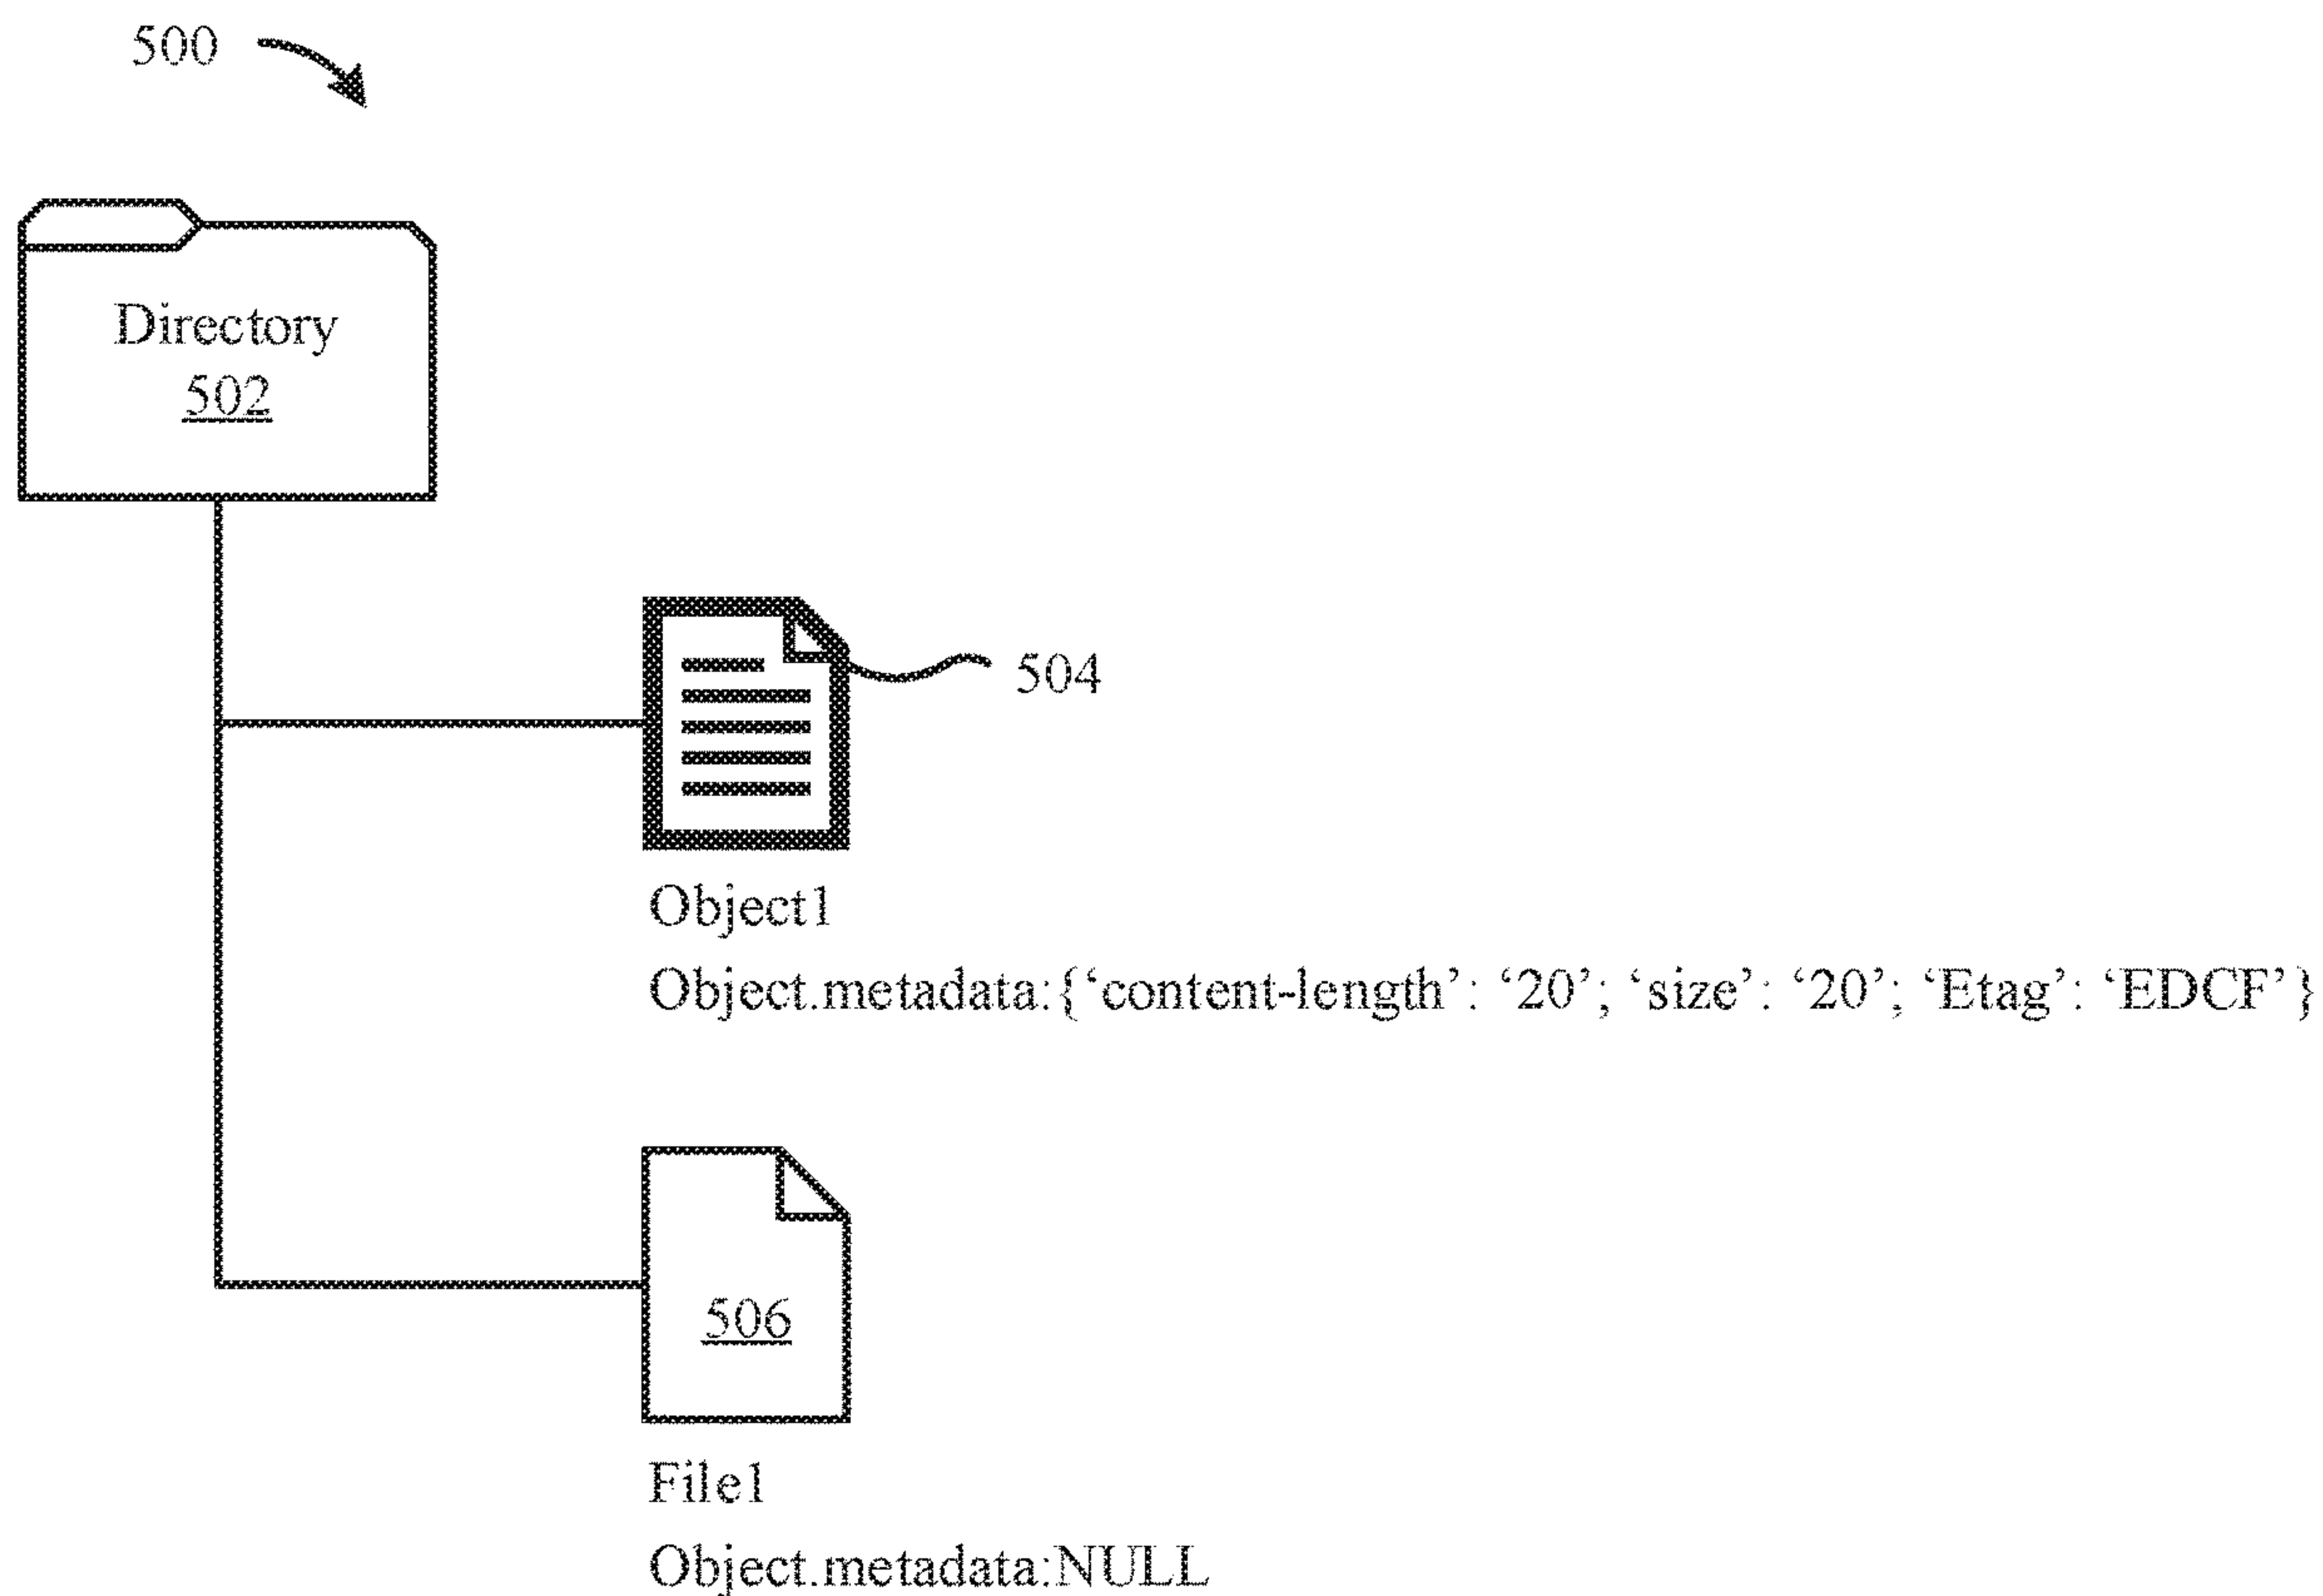 500
Directory
502
504
Object1
Object.metadata:{‘content-length’: ‘20’; ‘size’: ‘20’; ‘Etag’: ‘EDCF’}
506
File1
Object.metadata:NULL